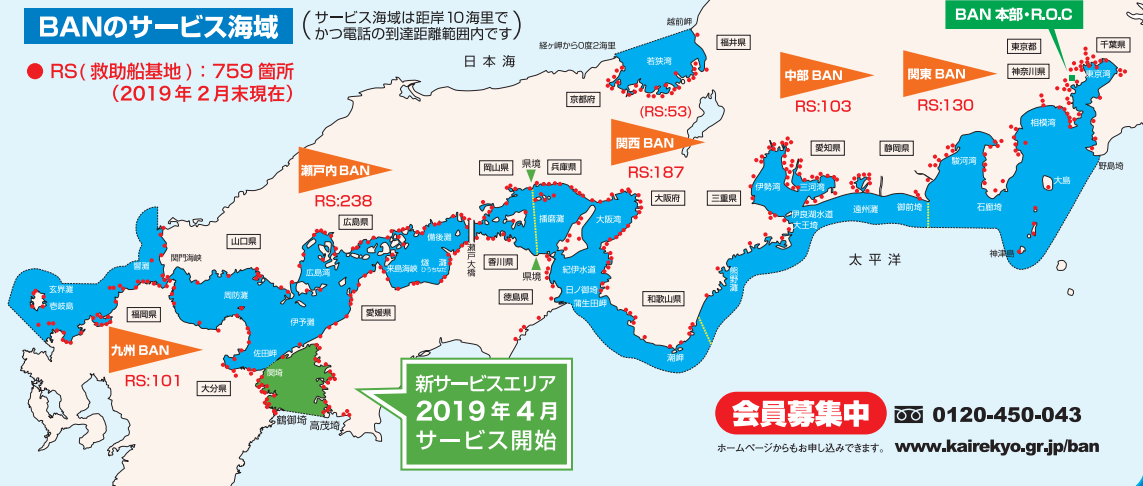 BANのサービス海域
（サービス海域は距岸10海里で
かつ電話の到達距離範囲内です）
● RS(救助船基地)：759箇所
（2019年2月末現在）
日本海
経ヶ岬から0度2海里
越前岬
若狭湾
福井県
京都府
(RS:53)
BAN 本部・R.O.C
東京都
千葉県
神奈川県
東京湾
中部 BAN
RS:103
関東 BAN
RS:130
関西 BAN
RS:187
瀬戸内 BAN
RS:238
九州 BAN
RS:101
相模湾
野島埼
大島
石廊埼
神津島
駿河湾
静岡県
愛知県
伊勢湾
三河湾
三重県
伊良湖水道
大王埼
遠州灘
御前埼
太平洋
熊野灘
潮岬
和歌山県
大阪府
大阪湾
兵庫県
県境
岡山県
播磨灘
県境
香川県
徳島県
紀伊水道
日ノ御埼
蒲生田岬
瀬戸大橋
備後灘
燧灘
ひうちなだ
来島海峡
広島県
広島湾
愛媛県
伊予灘
山口県
周防灘
関門海峡
響灘
玄界灘
壱岐島
福岡県
佐田岬
関埼
大分県
鶴御埼
高茂埼
新サービスエリア
2019年4月
サービス開始
会員募集中
0120-450-043
ホームページからもお申し込みできます。
www.kairekyo.gr.jp/ban